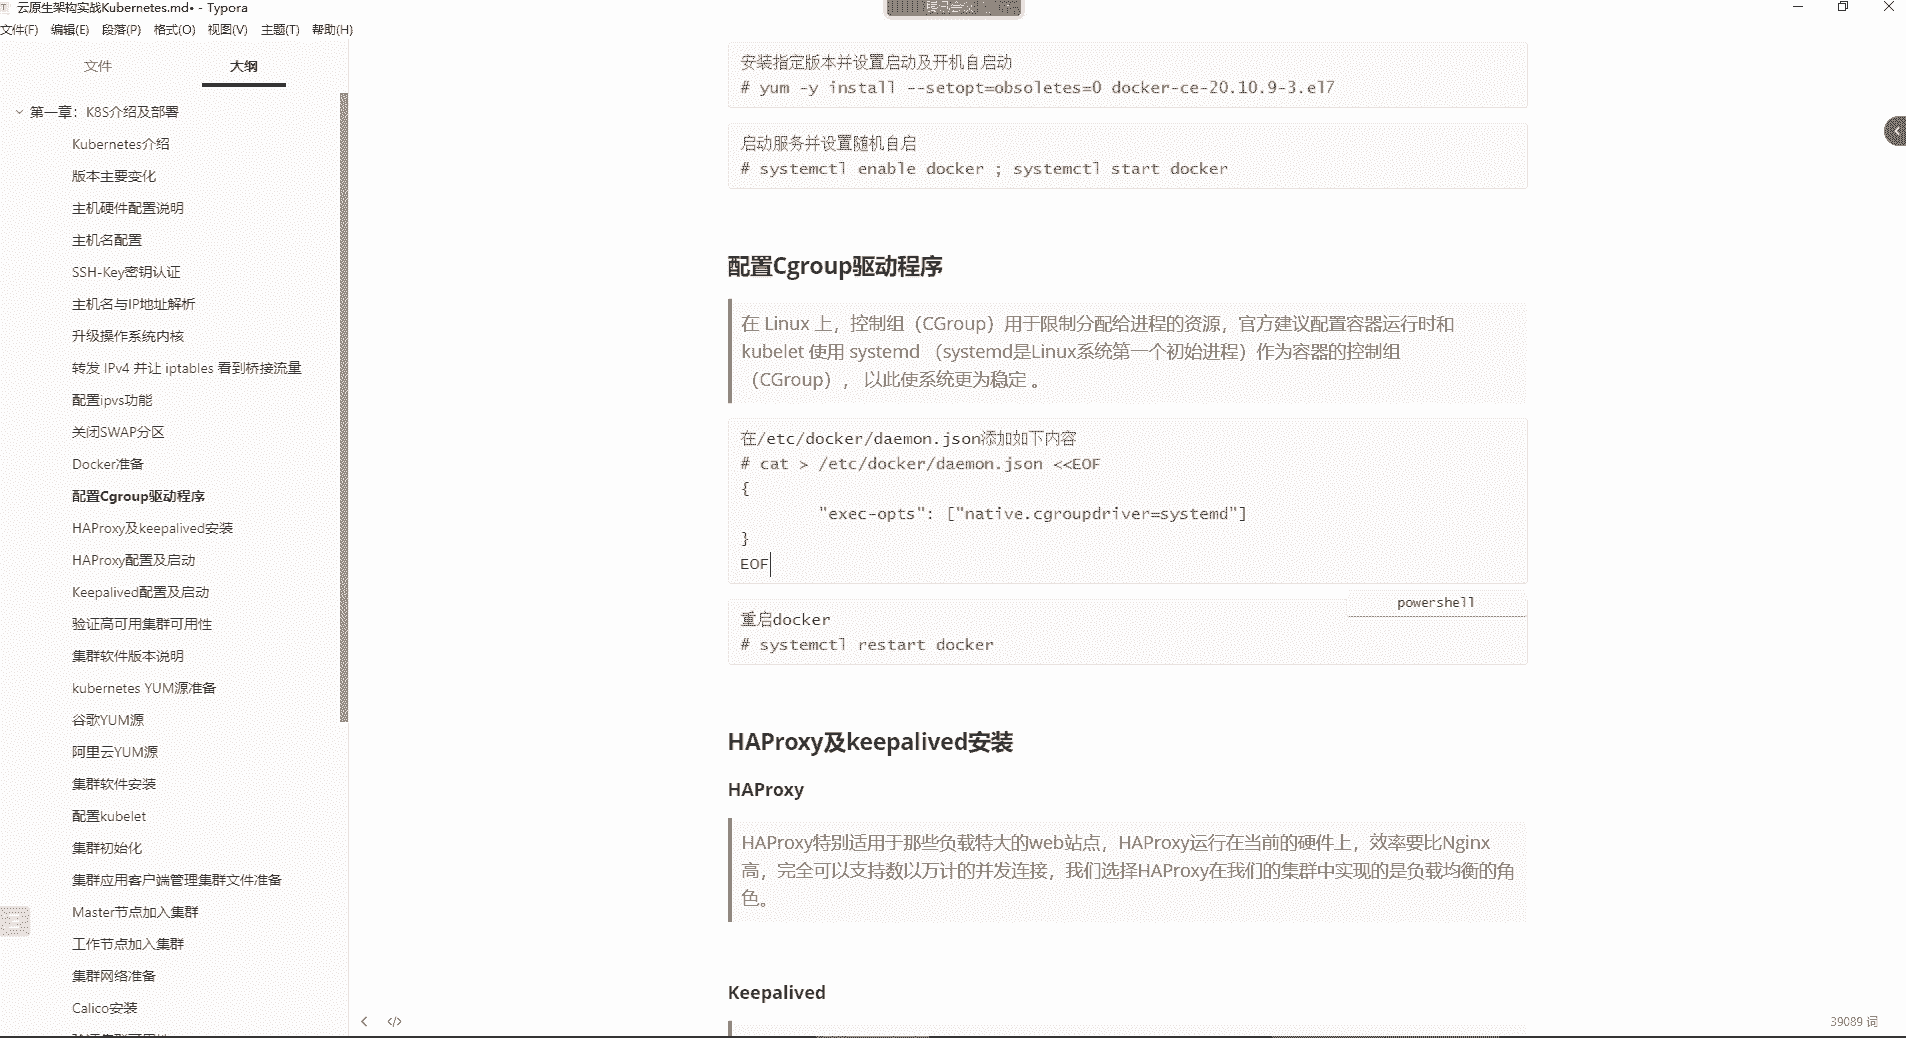 云原生架构实战Kubernetes.md• - Typora
文件(F) 编辑(E) 段落(P) 格式(O) 视图(V) 主题(T) 帮助(H)
文件 大纲
第一章：K8S介绍及部署
Kubernetes介绍
版本主要变化
主机硬件配置说明
主机名配置
SSH-Key密钥认证
主机名与IP地址解析
升级操作系统内核
转发 IPv4 并让 iptables 看到桥接流量
配置ipvs功能
关闭SWAP分区
Docker准备
配置Cgroup驱动程序
HAProxy及keepalived安装
HAProxy配置及启动
Keepalived配置及启动
验证高可用集群可用性
集群软件版本说明
kubernetes YUM源准备
谷歌YUM源
阿里云YUM源
集群软件安装
配置kubelet
集群初始化
集群应用客户端管理集群文件准备
Master节点加入集群
工作节点加入集群
集群网络准备
Calico安装
安装指定版本并设置启动及开机自启动
# yum -y install --setopt=obsoletes=0 docker-ce-20.10.9-3.el7
启动服务并设置随机自启
# systemctl enable docker ; systemctl start docker
配置Cgroup驱动程序
在 Linux 上，控制组（CGroup）用于限制分配给进程的资源，官方建议配置容器运行时和
kubelet 使用 systemd （systemd是Linux系统第一个初始进程）作为容器的控制组
（CGroup）， 以此使系统更为稳定 。
在/etc/docker/daemon.json添加如下内容
# cat > /etc/docker/daemon.json <<EOF
{
"exec-opts": ["native.cgroupdriver=systemd"]
}
EOF
powershell
重启docker
# systemctl restart docker
HAProxy及keepalived安装
HAProxy
HAProxy特别适用于那些负载特大的web站点，HAProxy运行在当前的硬件上，效率要比Nginx
高，完全可以支持数以万计的并发连接，我们选择HAProxy在我们的集群中实现的是负载均衡的角
色。
Keepalived
39089 词